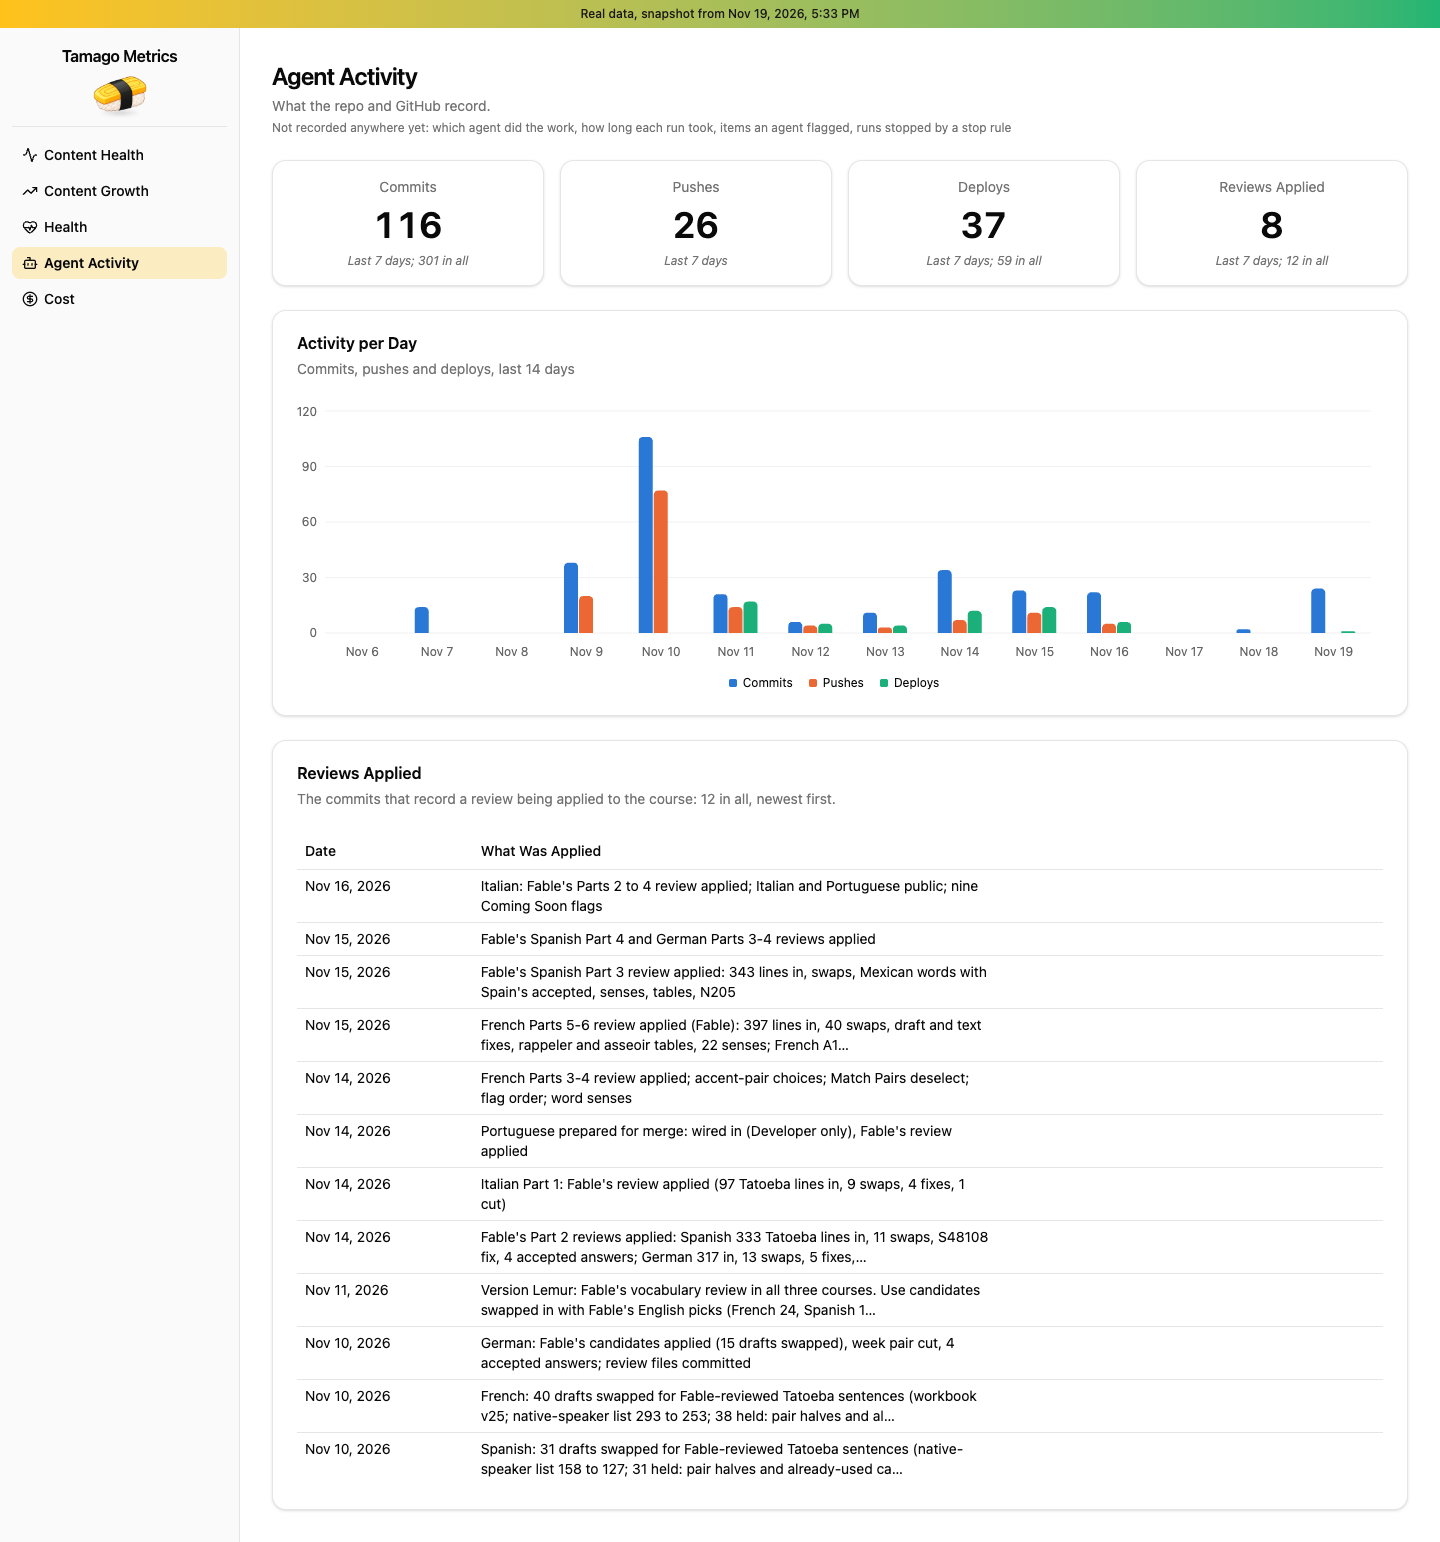 Real data, snapshot from Nov 19, 2026, 5:33 PM
Tamago Metrics
Content Health
Content Growth
Health
Agent Activity
Cost
Agent Activity
What the repo and GitHub record.
Not recorded anywhere yet: which agent did the work, how long each run took, items an agent flagged, runs stopped by a stop rule
Commits
116
Last 7 days; 301 in all
Pushes
26
Last 7 days
Deploys
37
Last 7 days; 59 in all
Reviews Applied
8
Last 7 days; 12 in all
Activity per Day
Commits, pushes and deploys, last 14 days
120
90
60
30
0
Nov 6 Nov 7 Nov 8 Nov 9 Nov 10 Nov 11 Nov 12 Nov 13 Nov 14 Nov 15 Nov 16 Nov 17 Nov 18 Nov 19
Commits Pushes Deploys
Reviews Applied
The commits that record a review being applied to the course: 12 in all, newest first.
Date What Was Applied
Nov 16, 2026 Italian: Fable's Parts 2 to 4 review applied; Italian and Portuguese public; nine
Coming Soon flags
Nov 15, 2026 Fable's Spanish Part 4 and German Parts 3-4 reviews applied
Nov 15, 2026 Fable's Spanish Part 3 review applied: 343 lines in, swaps, Mexican words with
Spain's accepted, senses, tables, N205
Nov 15, 2026 French Parts 5-6 review applied (Fable): 397 lines in, 40 swaps, draft and text
fixes, rappeler and asseoir tables, 22 senses; French A1...
Nov 14, 2026 French Parts 3-4 review applied; accent-pair choices; Match Pairs deselect;
flag order; word senses
Nov 14, 2026 Portuguese prepared for merge: wired in (Developer only), Fable's review
applied
Nov 14, 2026 Italian Part 1: Fable's review applied (97 Tatoeba lines in, 9 swaps, 4 fixes, 1
cut)
Nov 14, 2026 Fable's Part 2 reviews applied: Spanish 333 Tatoeba lines in, 11 swaps, S48108
fix, 4 accepted answers; German 317 in, 13 swaps, 5 fixes,...
Nov 11, 2026 Version Lemur: Fable's vocabulary review in all three courses. Use candidates
swapped in with Fable's English picks (French 24, Spanish 1...
Nov 10, 2026 German: Fable's candidates applied (15 drafts swapped), week pair cut, 4
accepted answers; review files committed
Nov 10, 2026 French: 40 drafts swapped for Fable-reviewed Tatoeba sentences (workbook
v25; native-speaker list 293 to 253; 38 held: pair halves and al...
Nov 10, 2026 Spanish: 31 drafts swapped for Fable-reviewed Tatoeba sentences (native-
speaker list 158 to 127; 31 held: pair halves and already-used ca...